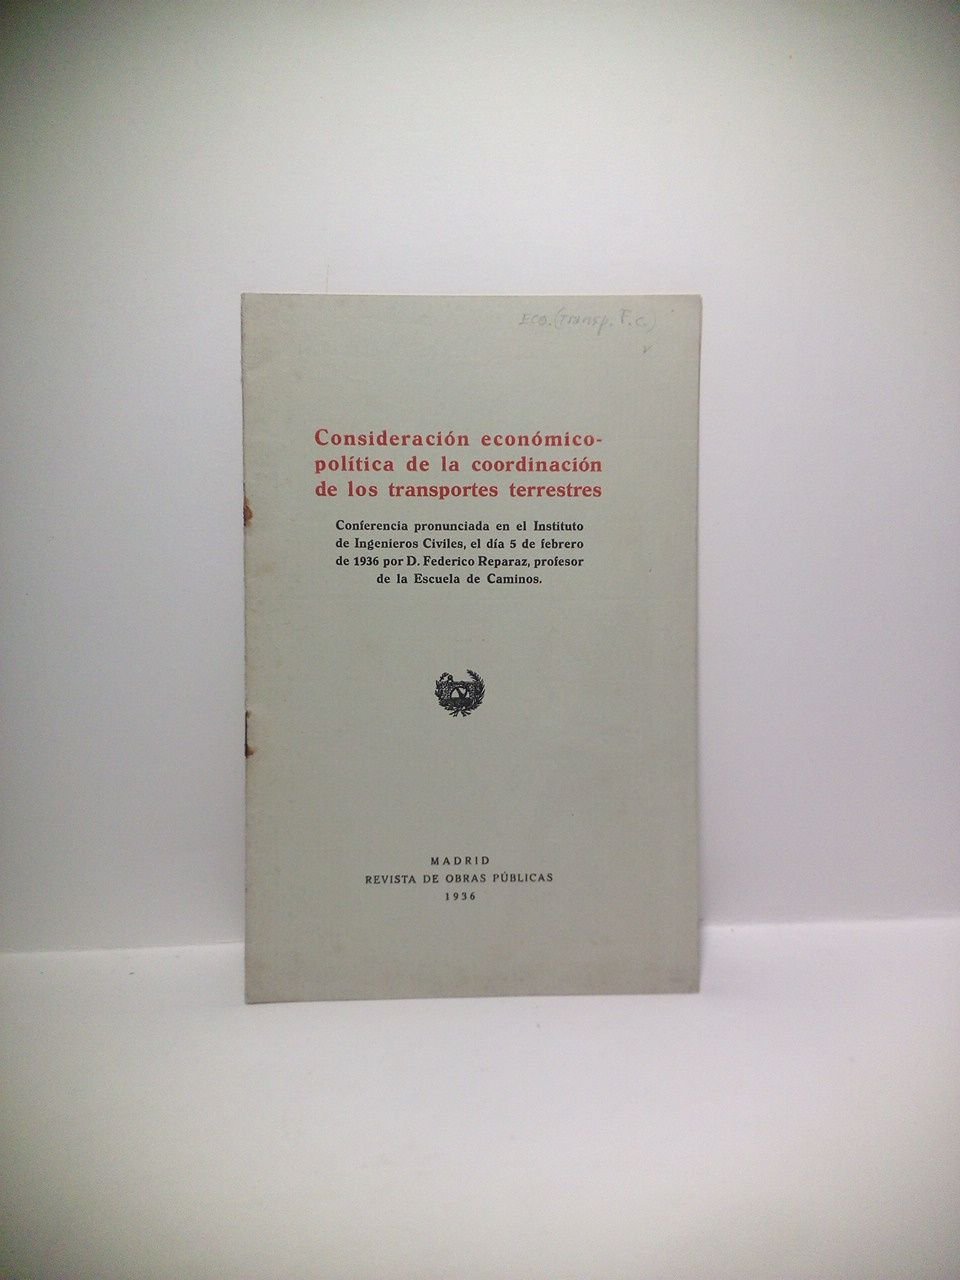 Eco. (Transp. F.C.)
Consideración económico-
política de la coordinación
de los transportes terrestres
Conferencia pronunciada en el Instituto
de Ingenieros Civiles, el día 5 de febrero
de 1936 por D. Federico Reparaz, profesor
de la Escuela de Caminos.
MADRID
REVISTA DE OBRAS PÚBLICAS
1936